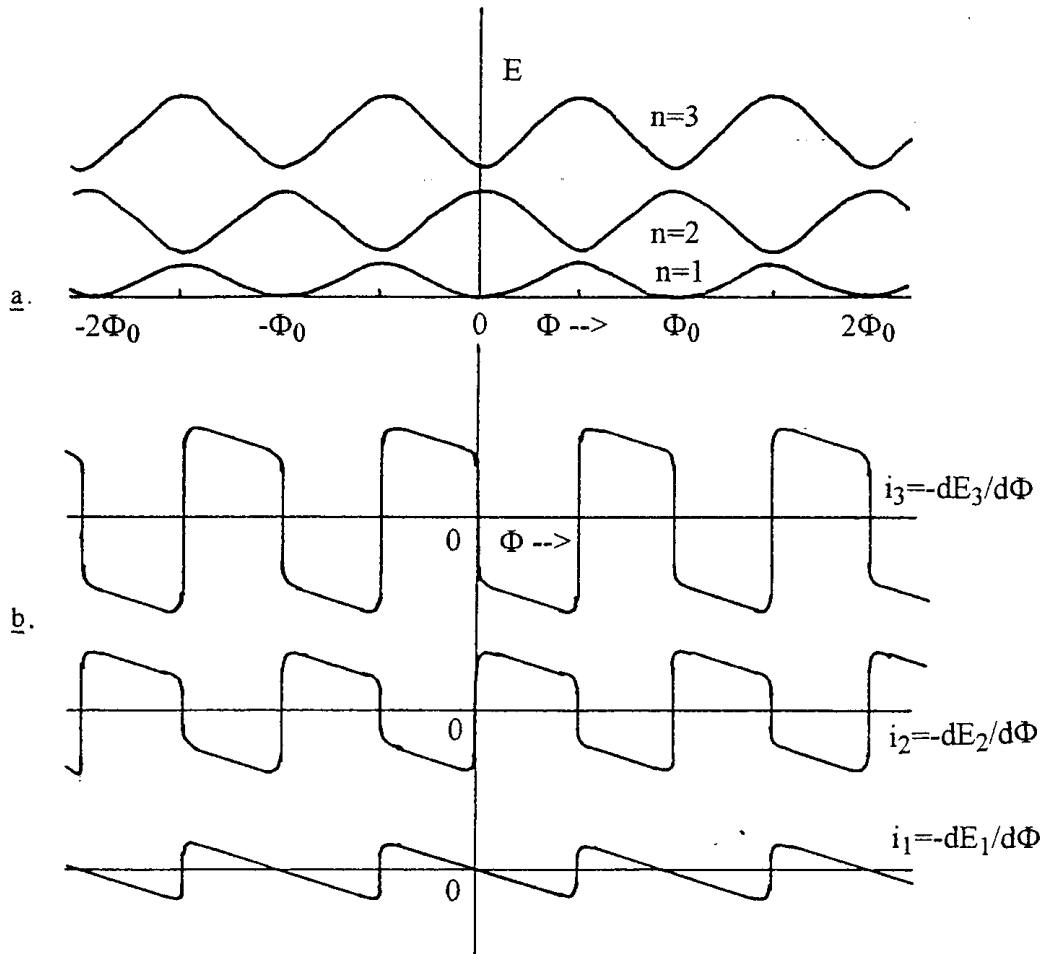 E
n=3
n=2
n=1
a.
-2Φ₀ -Φ₀ 0 Φ --> Φ₀ 2Φ₀
i₃=-dE₃/dΦ
0 Φ -->
b.
0
i₂=-dE₂/dΦ
i₁=-dE₁/dΦ
0